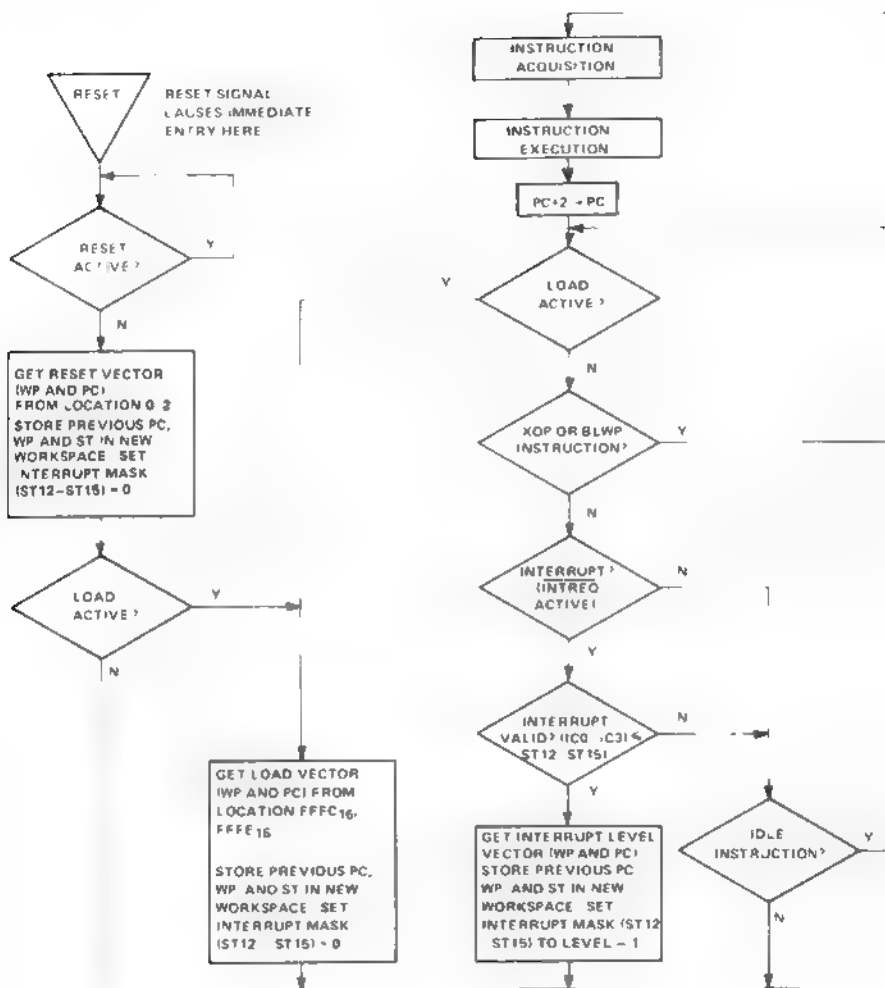 RESET
RESET SIGNAL
CAUSES IMMEDIATE
ENTRY HERE
RESET
ACTIVE?
Y
N
GET RESET VECTOR
(WP AND PC)
FROM LOCATION 0 2
STORE PREVIOUS PC,
WP AND ST IN NEW
WORKSPACE SET
INTERRUPT MASK
(ST12-ST15) = 0
LOAD
ACTIVE?
Y
N
GET LOAD VECTOR
(WP AND PC) FROM
LOCATION FFFC16,
FFFE16
STORE PREVIOUS PC,
WP AND ST IN NEW
WORKSPACE SET
INTERRUPT MASK
(ST12 ST15) = 0
INSTRUCTION
ACQUISITION
INSTRUCTION
EXECUTION
PC+2 → PC
LOAD
ACTIVE?
Y
N
XOP OR BLWP
INSTRUCTION?
Y
N
INTERRUPT?
(INTREQ
ACTIVE)
N
Y
INTERRUPT
VALID? (IC0 IC3) ≤
ST12 ST15)
N
Y
GET INTERRUPT LEVEL
VECTOR (WP AND PC)
STORE PREVIOUS PC
WP AND ST IN NEW
WORKSPACE SET
INTERRUPT MASK (ST12
ST15) TO LEVEL - 1
IDLE
INSTRUCTION?
Y
N